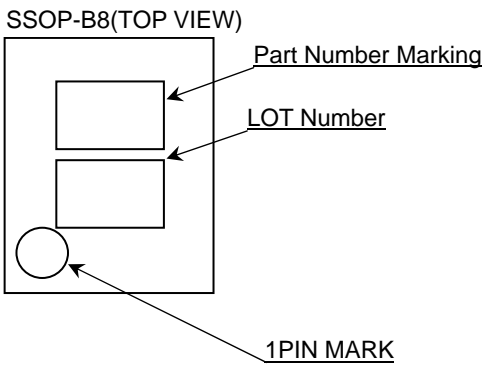 SSOP-B8(TOP VIEW)
Part Number Marking
LOT Number
1PIN MARK